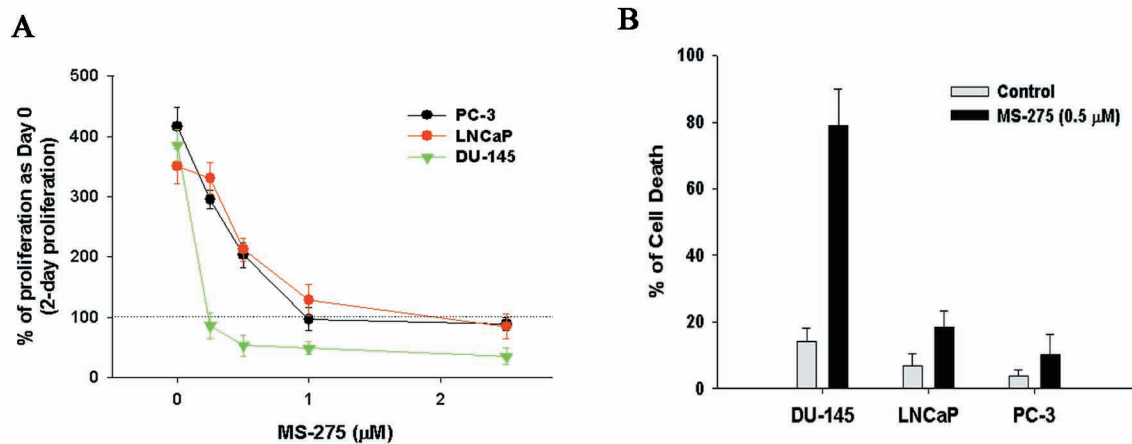 A
% of proliferation as Day 0
(2-day proliferation)
500
400
300
200
100
0
PC-3
LNCaP
DU-145
0
1
2
MS-275 (μM)
B
% of Cell Death
100
80
60
40
20
0
Control
MS-275 (0.5 μM)
DU-145
LNCaP
PC-3